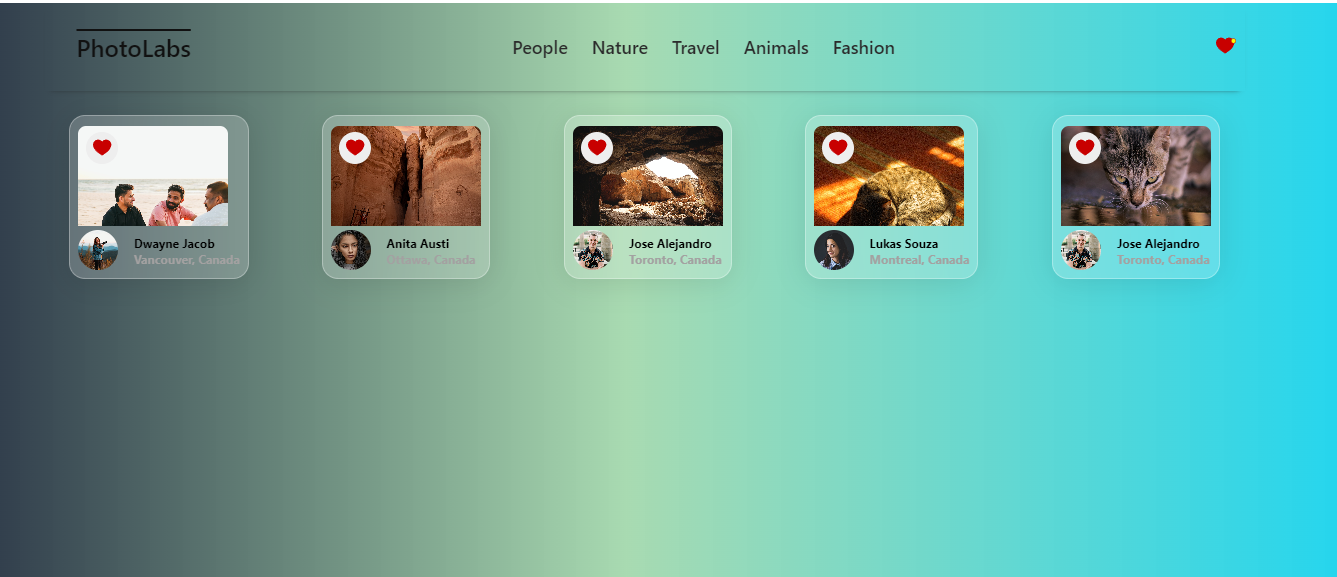 PhotoLabs
People Nature Travel Animals Fashion
Dwayne Jacob
Vancouver, Canada
Anita Austi
Ottawa, Canada
Jose Alejandro
Toronto, Canada
Lukas Souza
Montreal, Canada
Jose Alejandro
Toronto, Canada